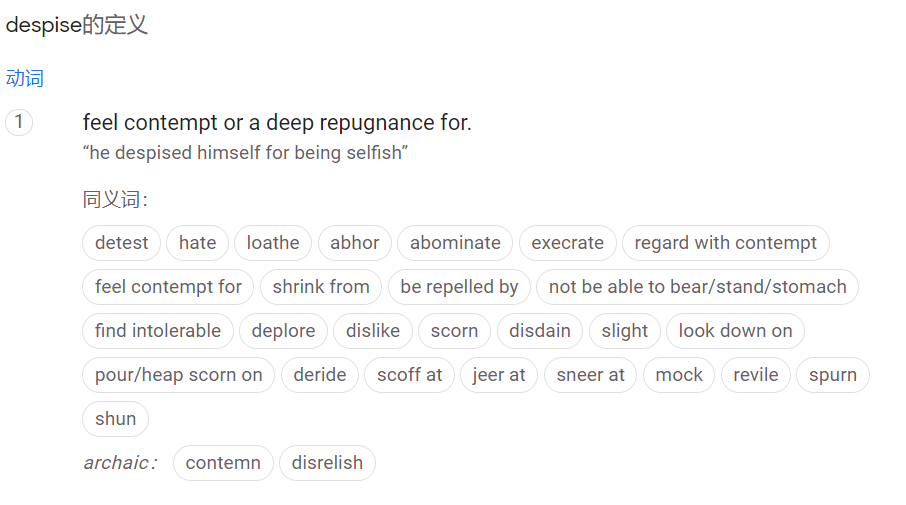 despise的定义
动词
1 feel contempt or a deep repugnance for.
“he despised himself for being selfish”
同义词：
detest hate loathe abhor abominate execrate regard with contempt
feel contempt for shrink from be repelled by not be able to bear/stand/stomach
find intolerable deplore dislike scorn disdain slight look down on
pour/heap scorn on deride scoff at jeer at sneer at mock revile spurn
shun
archaic： contemn disrelish